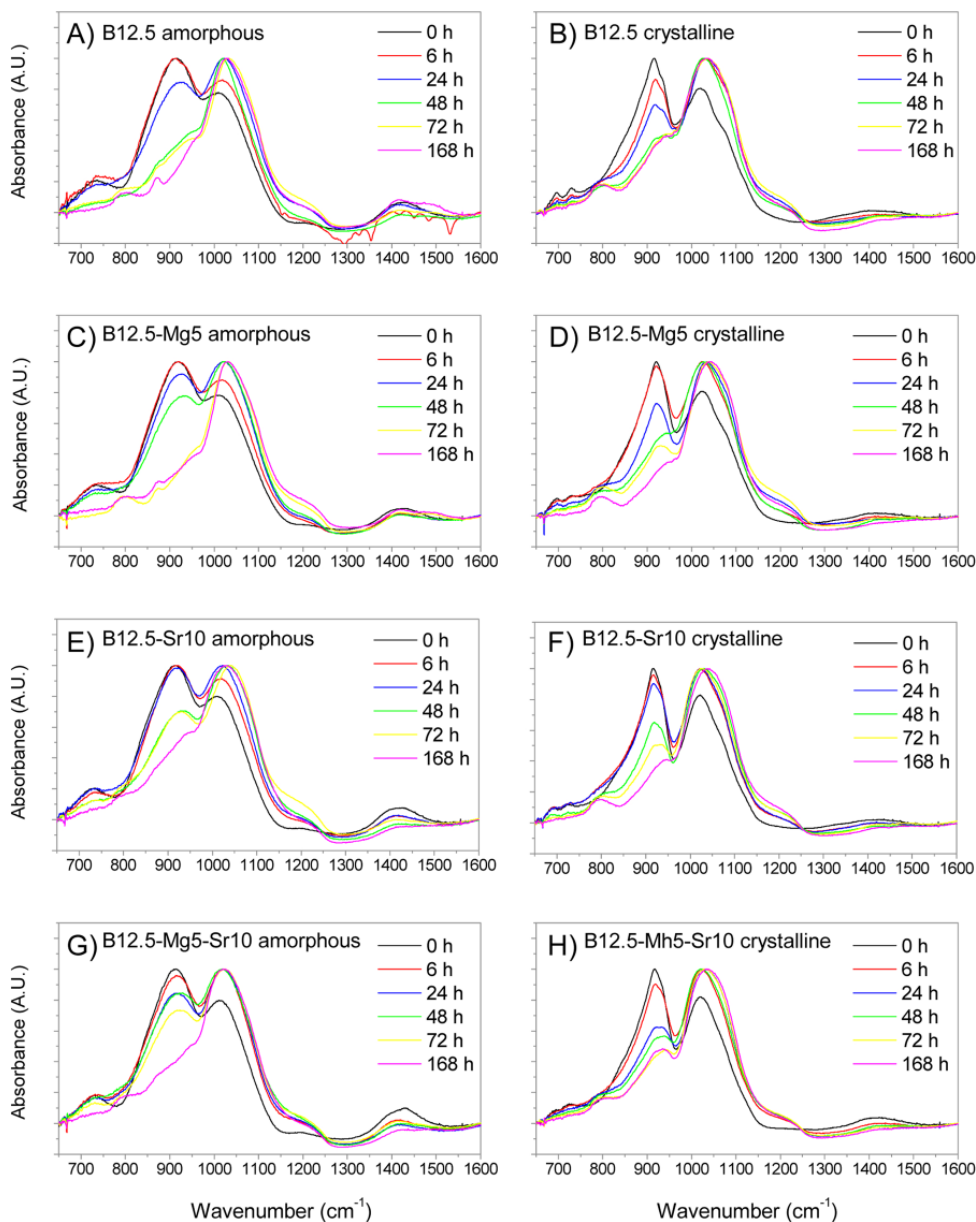 A) B12.5 amorphous
0 h
6 h
24 h
48 h
72 h
168 h
Absorbance (A.U.)
700 800 900 1000 1100 1200 1300 1400 1500 1600
B) B12.5 crystalline
0 h
6 h
24 h
48 h
72 h
168 h
700 800 900 1000 1100 1200 1300 1400 1500 1600
C) B12.5-Mg5 amorphous
0 h
6 h
24 h
48 h
72 h
168 h
Absorbance (A.U.)
700 800 900 1000 1100 1200 1300 1400 1500 1600
D) B12.5-Mg5 crystalline
0 h
6 h
24 h
48 h
72 h
168 h
700 800 900 1000 1100 1200 1300 1400 1500 1600
E) B12.5-Sr10 amorphous
0 h
6 h
24 h
48 h
72 h
168 h
Absorbance (A.U.)
700 800 900 1000 1100 1200 1300 1400 1500 1600
F) B12.5-Sr10 crystalline
0 h
6 h
24 h
48 h
72 h
168 h
700 800 900 1000 1100 1200 1300 1400 1500 1600
G) B12.5-Mg5-Sr10 amorphous
0 h
6 h
24 h
48 h
72 h
168 h
Absorbance (A.U.)
700 800 900 1000 1100 1200 1300 1400 1500 1600
Wavenumber (cm⁻¹)
H) B12.5-Mh5-Sr10 crystalline
0 h
6 h
24 h
48 h
72 h
168 h
700 800 900 1000 1100 1200 1300 1400 1500 1600
Wavenumber (cm⁻¹)